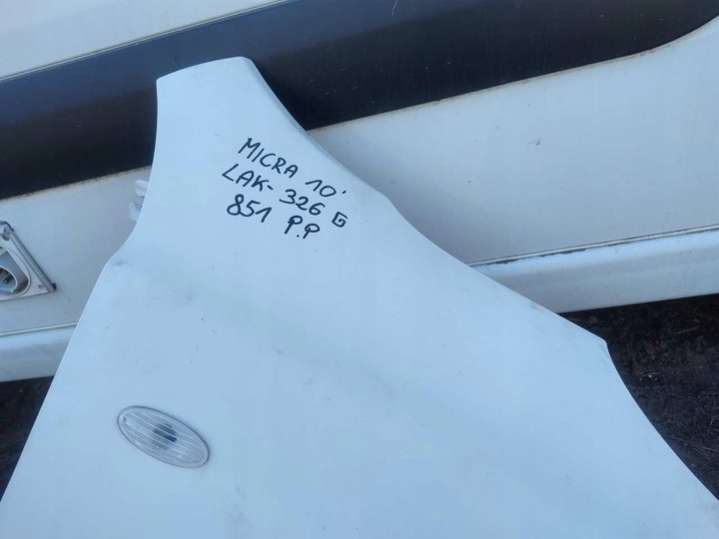 MICRA 10'
LAK- 326 G
851 P.P